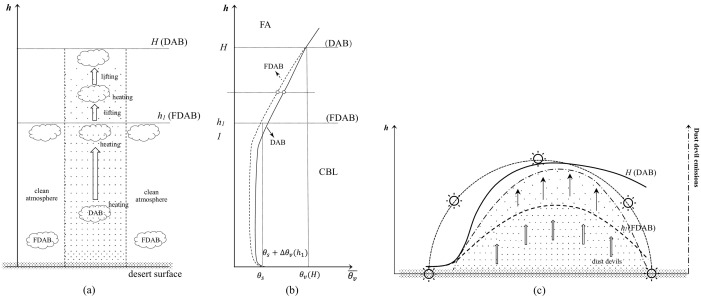 h
H (DAB)
lifting
heating
lifting
h₁ (FDAB)
heating
clean
atmosphere
clean
atmosphere
heating
DAB
FDAB
FDAB
desert surface
(a)
h
FA
H
(DAB)
FDAB
h₁
(FDAB)
I
DAB
CBL
θs + Δθv(h₁)
θs
θv(H)
θv
(b)
h
Dust devil emissions
H (DAB)
h₁(FDAB)
dust devils
(c)